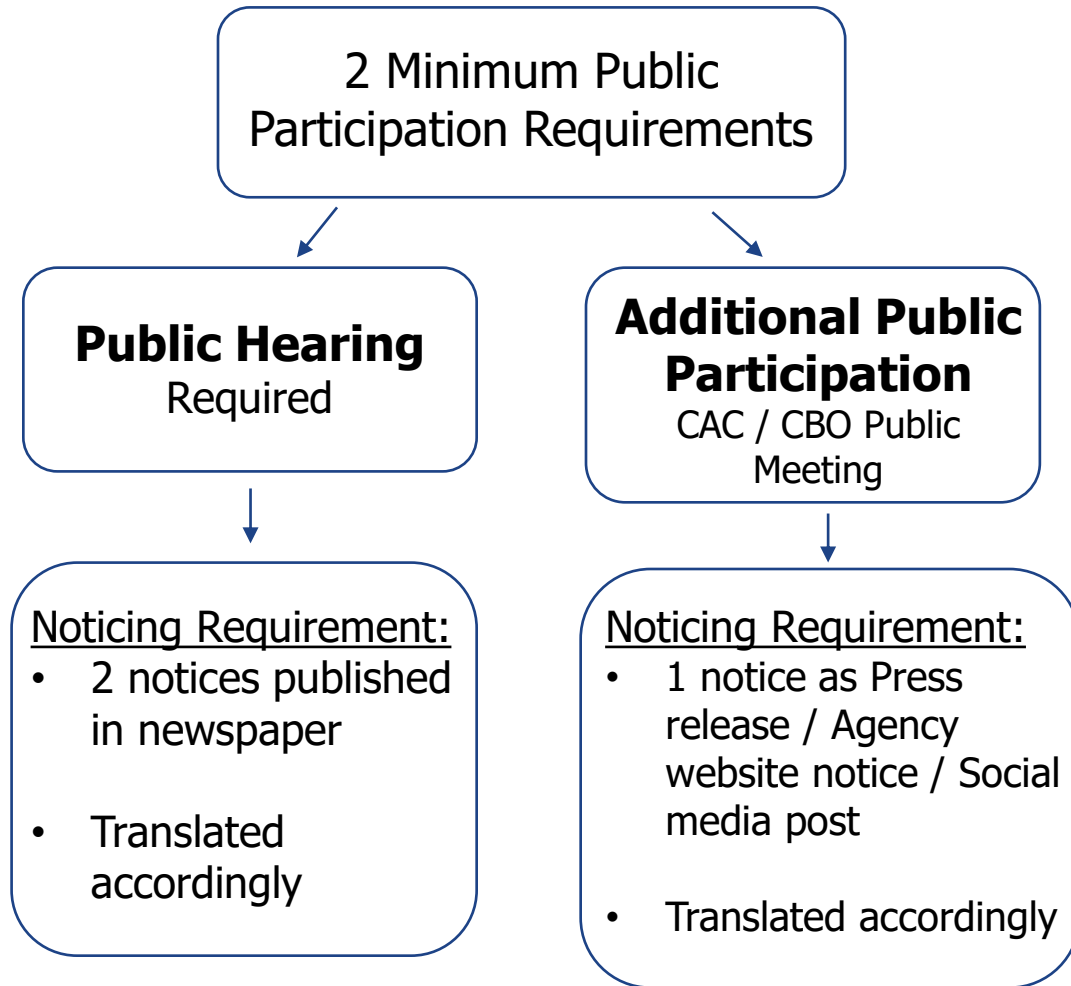 2 Minimum Public
Participation Requirements
Public Hearing
Required
Additional Public
Participation
CAC / CBO Public
Meeting
Noticing Requirement:
• 2 notices published
in newspaper
• Translated
accordingly
Noticing Requirement:
• 1 notice as Press
release / Agency
website notice / Social
media post
• Translated accordingly